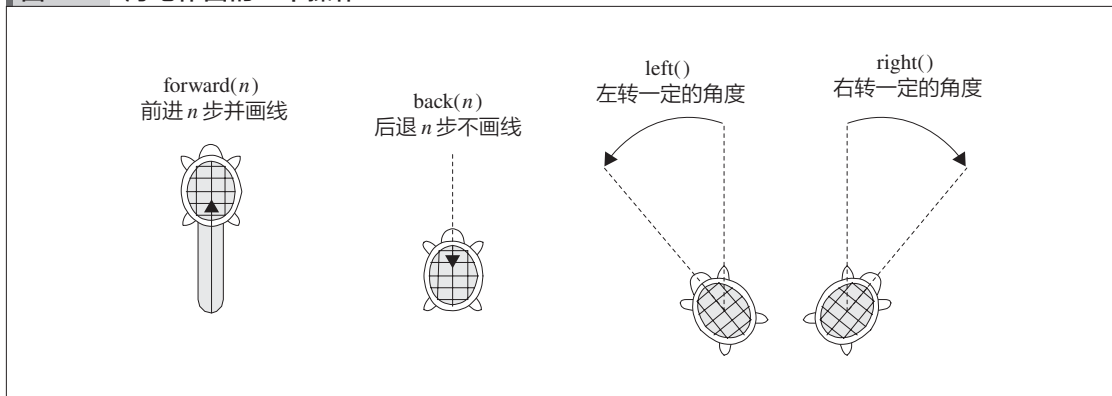 forward(n)
前进 n 步并画线
back(n)
后退 n 步不画线
left()
左转一定的角度
right()
右转一定的角度